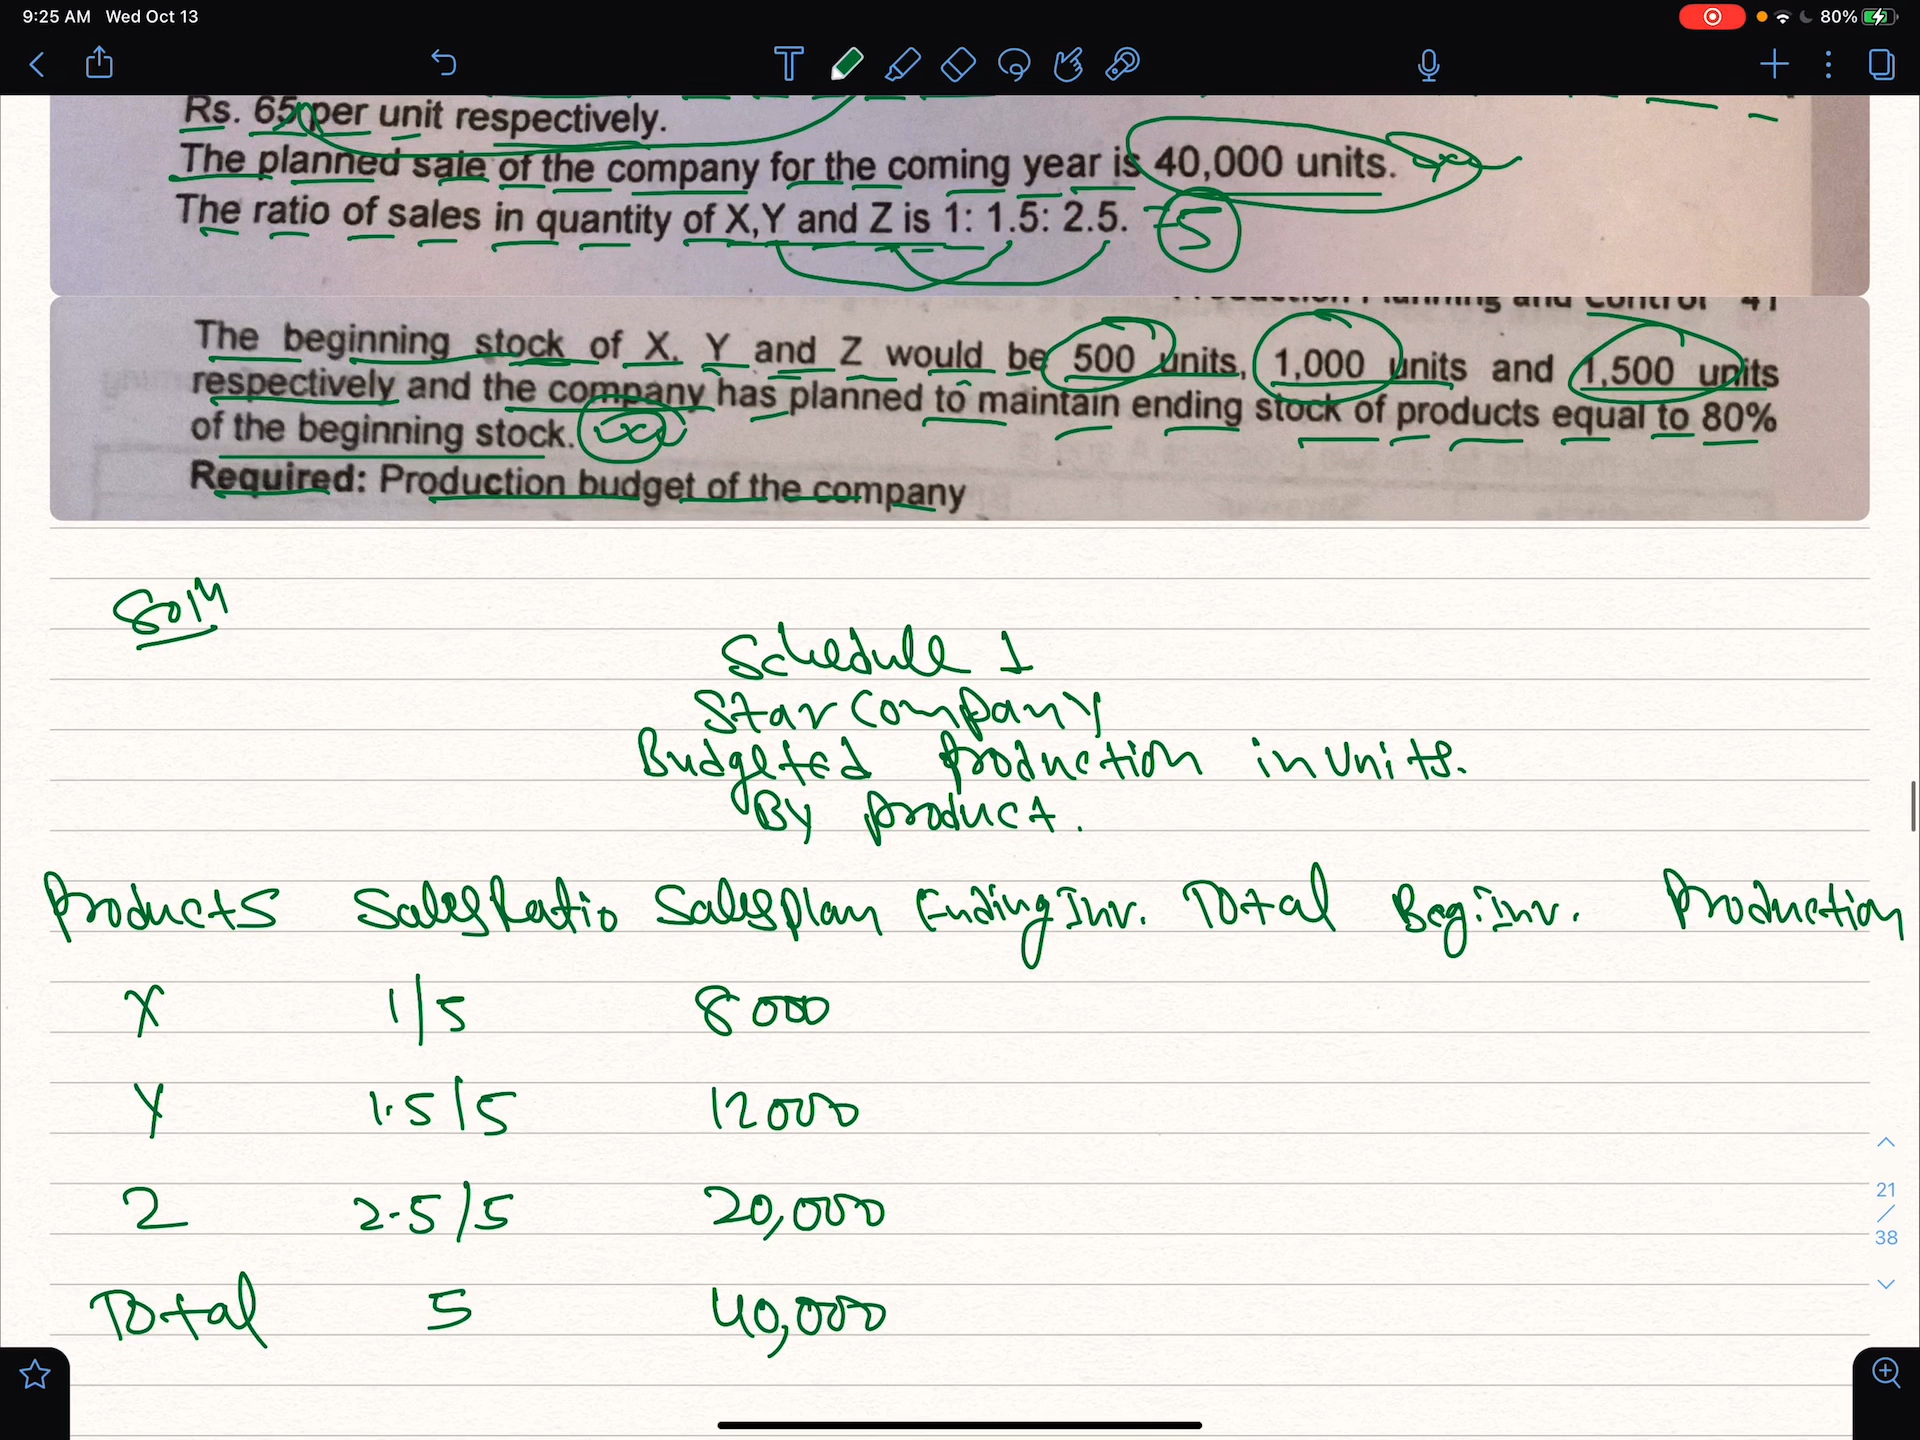 9:25 AM Wed Oct 13
80%
Rs. 65 per unit respectively.
The planned sale of the company for the coming year is 40,000 units.
The ratio of sales in quantity of X,Y and Z is 1: 1.5: 2.5. =5
Production Planning and Control 41
The beginning stock of X, Y and Z would be 500 units, 1,000 units and 1,500 units
respectively and the company has planned to maintain ending stock of products equal to 80%
of the beginning stock.
Required: Production budget of the company
Soln
Schedule 1
Star Company
Budgeted Production in Units.
By Product.
Products Sales Ratio Sales Plan Ending Inv. Total Beg. Inv. Production
X 1/5 8000
Y 1.5/5 12000
Z 2.5/5 20,000
Total 5 40,000
21
/
38